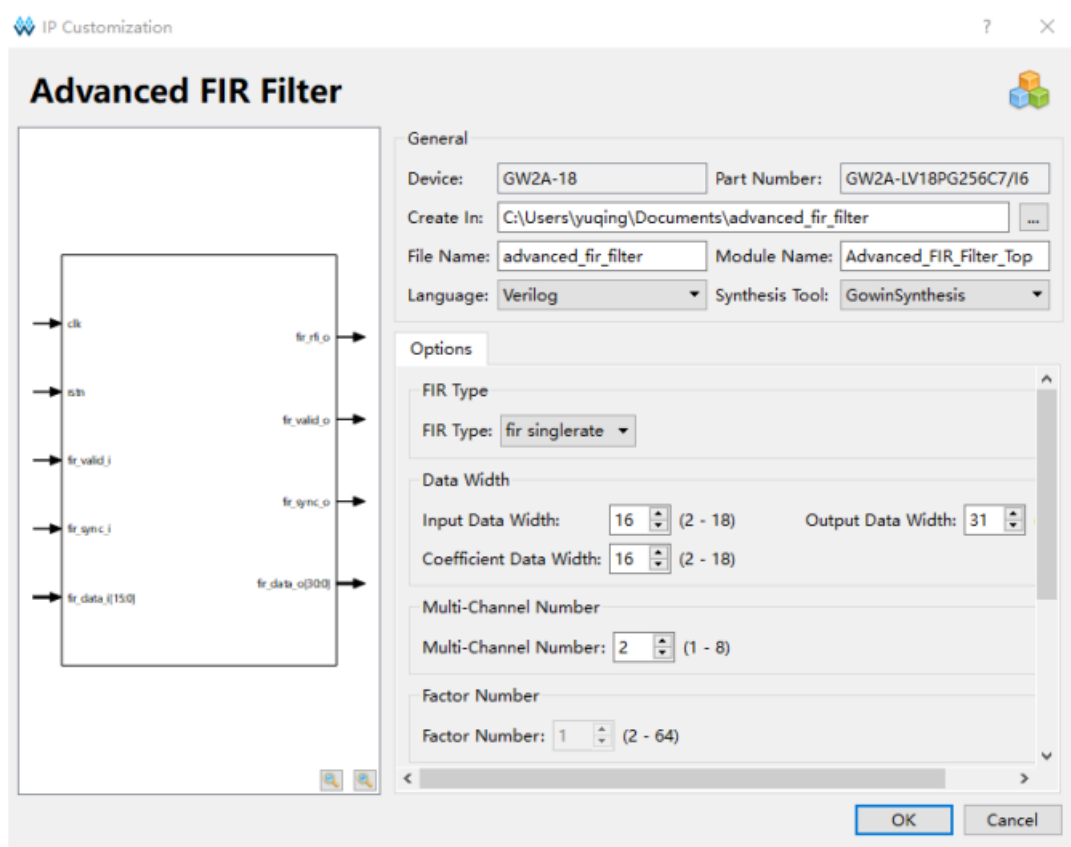 IP Customization
?
Advanced FIR Filter
clk
rstn
fir_valid_i
fir_sync_i
fir_data_i[15:0]
fir_rfi_o
fir_valid_o
fir_sync_o
fir_data_o[30:0]
General
Device: GW2A-18 Part Number: GW2A-LV18PG256C7/I6
Create In: C:\Users\yuqing\Documents\advanced_fir_filter ...
File Name: advanced_fir_filter Module Name: Advanced_FIR_Filter_Top
Language: Verilog Synthesis Tool: GowinSynthesis
Options
FIR Type
FIR Type: fir singlerate
Data Width
Input Data Width: 16 (2 - 18) Output Data Width: 31
Coefficient Data Width: 16 (2 - 18)
Multi-Channel Number
Multi-Channel Number: 2 (1 - 8)
Factor Number
Factor Number: 1 (2 - 64)
OK Cancel